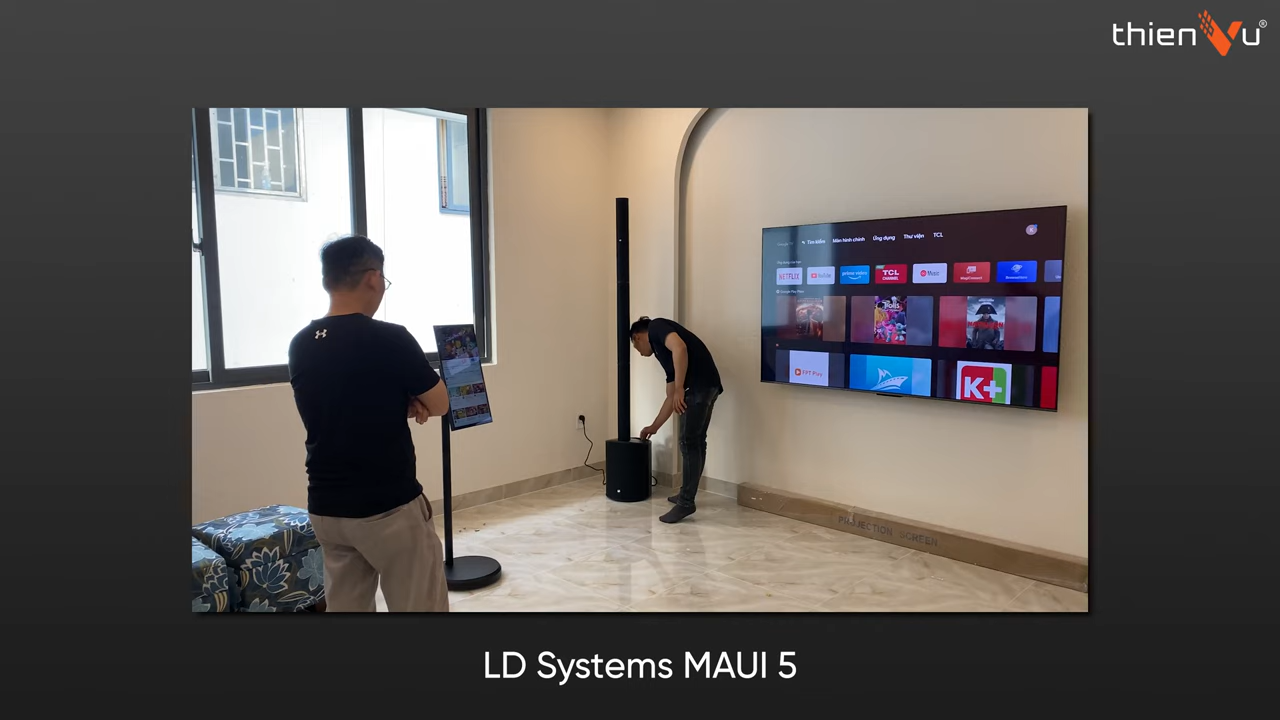 thienVu®
Tìm kiếm Màn hình chính Ứng dụng Thư viện TCL
K
NETFLIX YouTube prime video TCL CHANNEL
FPT Play K+
PROJECTION SCREEN
LD Systems MAUI 5